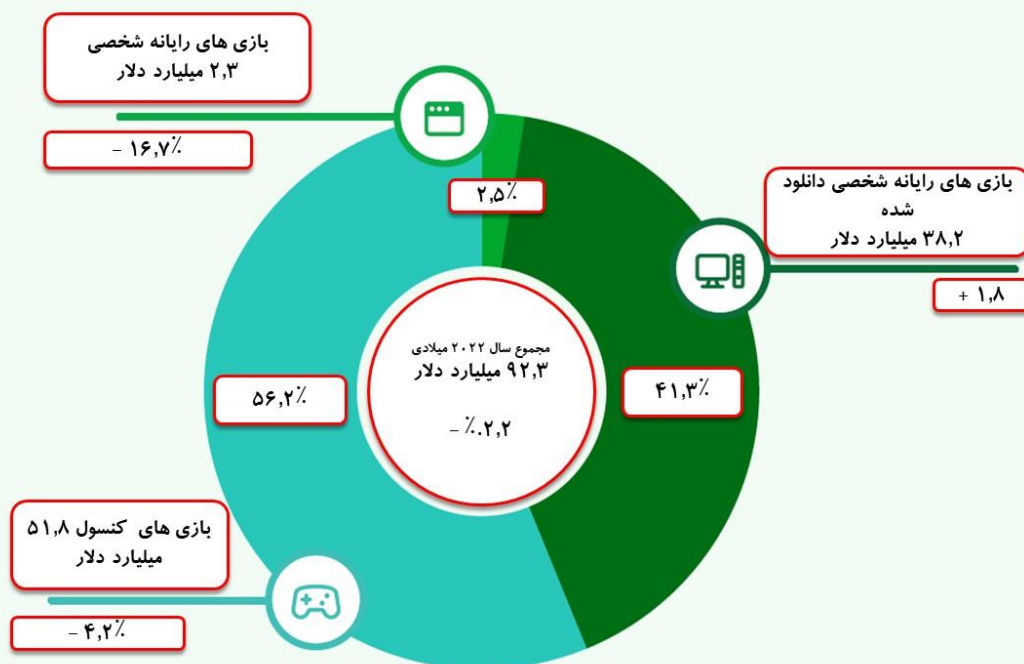 بازی های رایانه شخصی
۲,۳ میلیارد دلار
– ۱۶,۷٪
۲,۵٪
بازی های رایانه شخصی دانلود
شده
۳۸,۲ میلیارد دلار
+ ۱,۸
مجموع سال ۲۰۲۲ میلادی
۹۲,۳ میلیارد دلار
– ٪.۲,۲
۵۶,۲٪
۴۱,۳٪
بازی های کنسول ۵۱,۸
میلیارد دلار
– ۴,۲٪